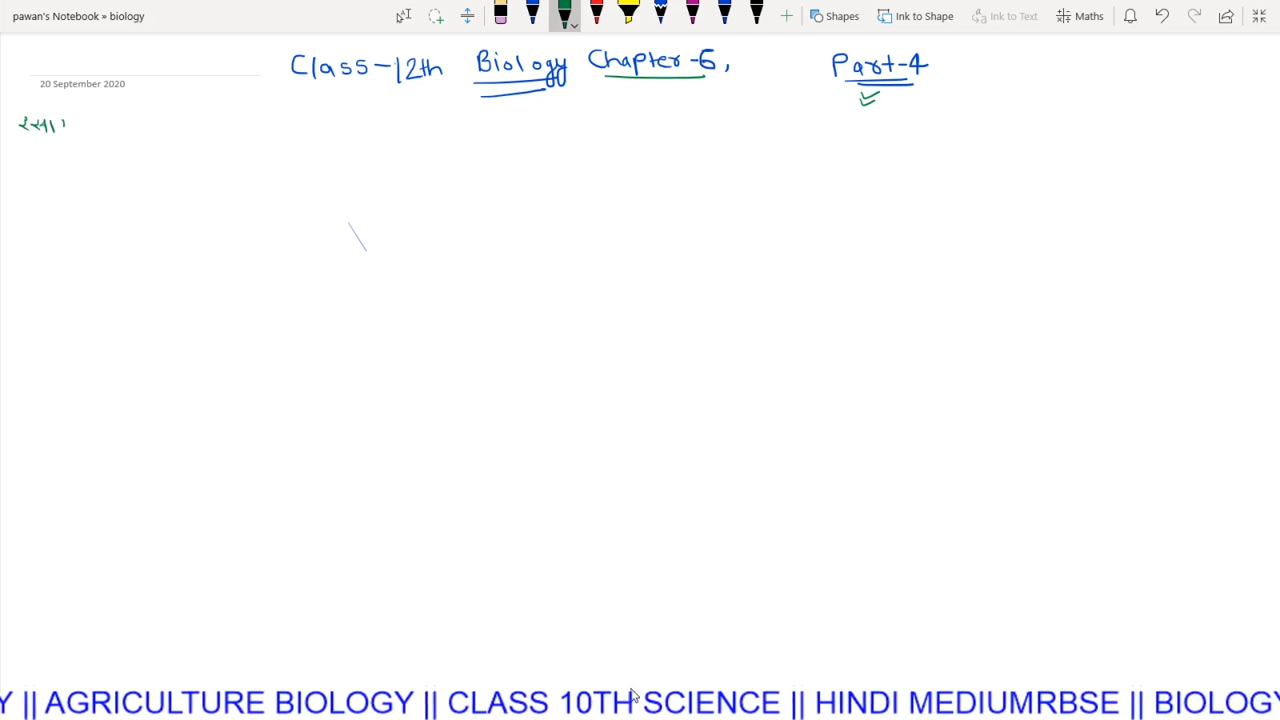 pawan's Notebook » biology
Shapes
Ink to Shape
Ink to Text
Maths
Class-12th Biology Chapter-6, Part-4
20 September 2020
Y || AGRICULTURE BIOLOGY || CLASS 10TH SCIENCE || HINDI MEDIUMRBSE || BIOLOG